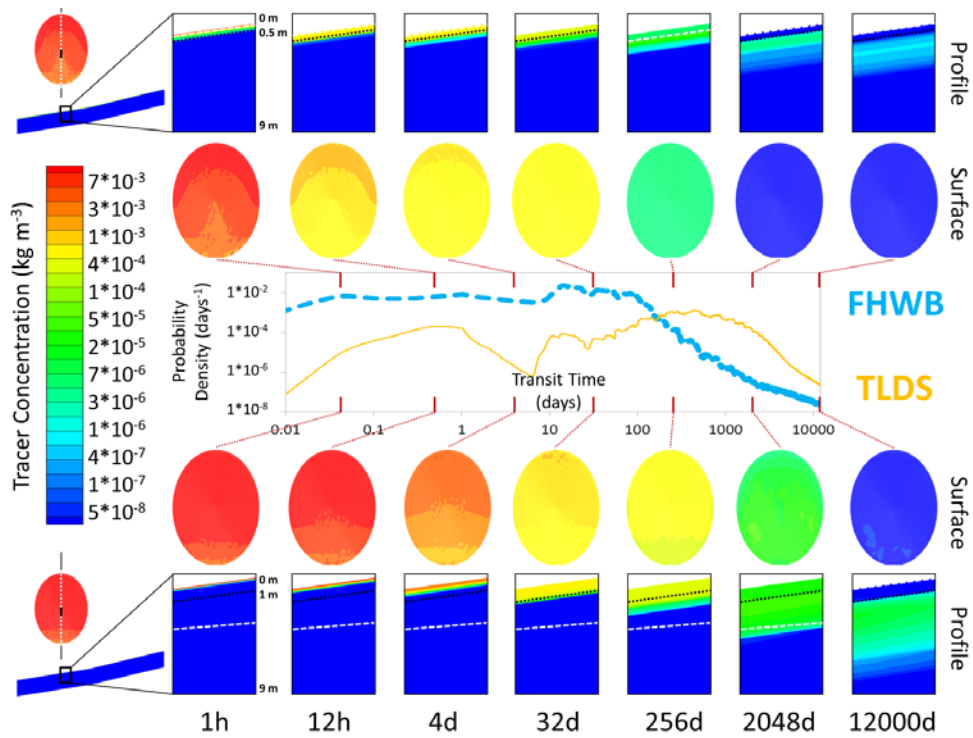 0 m
0.5 m
9 m
Profile
Surface
Tracer Concentration (kg m⁻³)
7*10⁻³
3*10⁻³
1*10⁻³
4*10⁻⁴
1*10⁻⁴
5*10⁻⁵
2*10⁻⁵
7*10⁻⁶
3*10⁻⁶
1*10⁻⁶
4*10⁻⁷
1*10⁻⁷
5*10⁻⁸
Probability
Density (days⁻¹)
1*10⁻²
1*10⁻⁴
1*10⁻⁶
1*10⁻⁸
Transit Time
(days)
0.01
0.1
1
10
100
1000
10000
FHWB
TLDS
Surface
0 m
1 m
9 m
Profile
1h
12h
4d
32d
256d
2048d
12000d